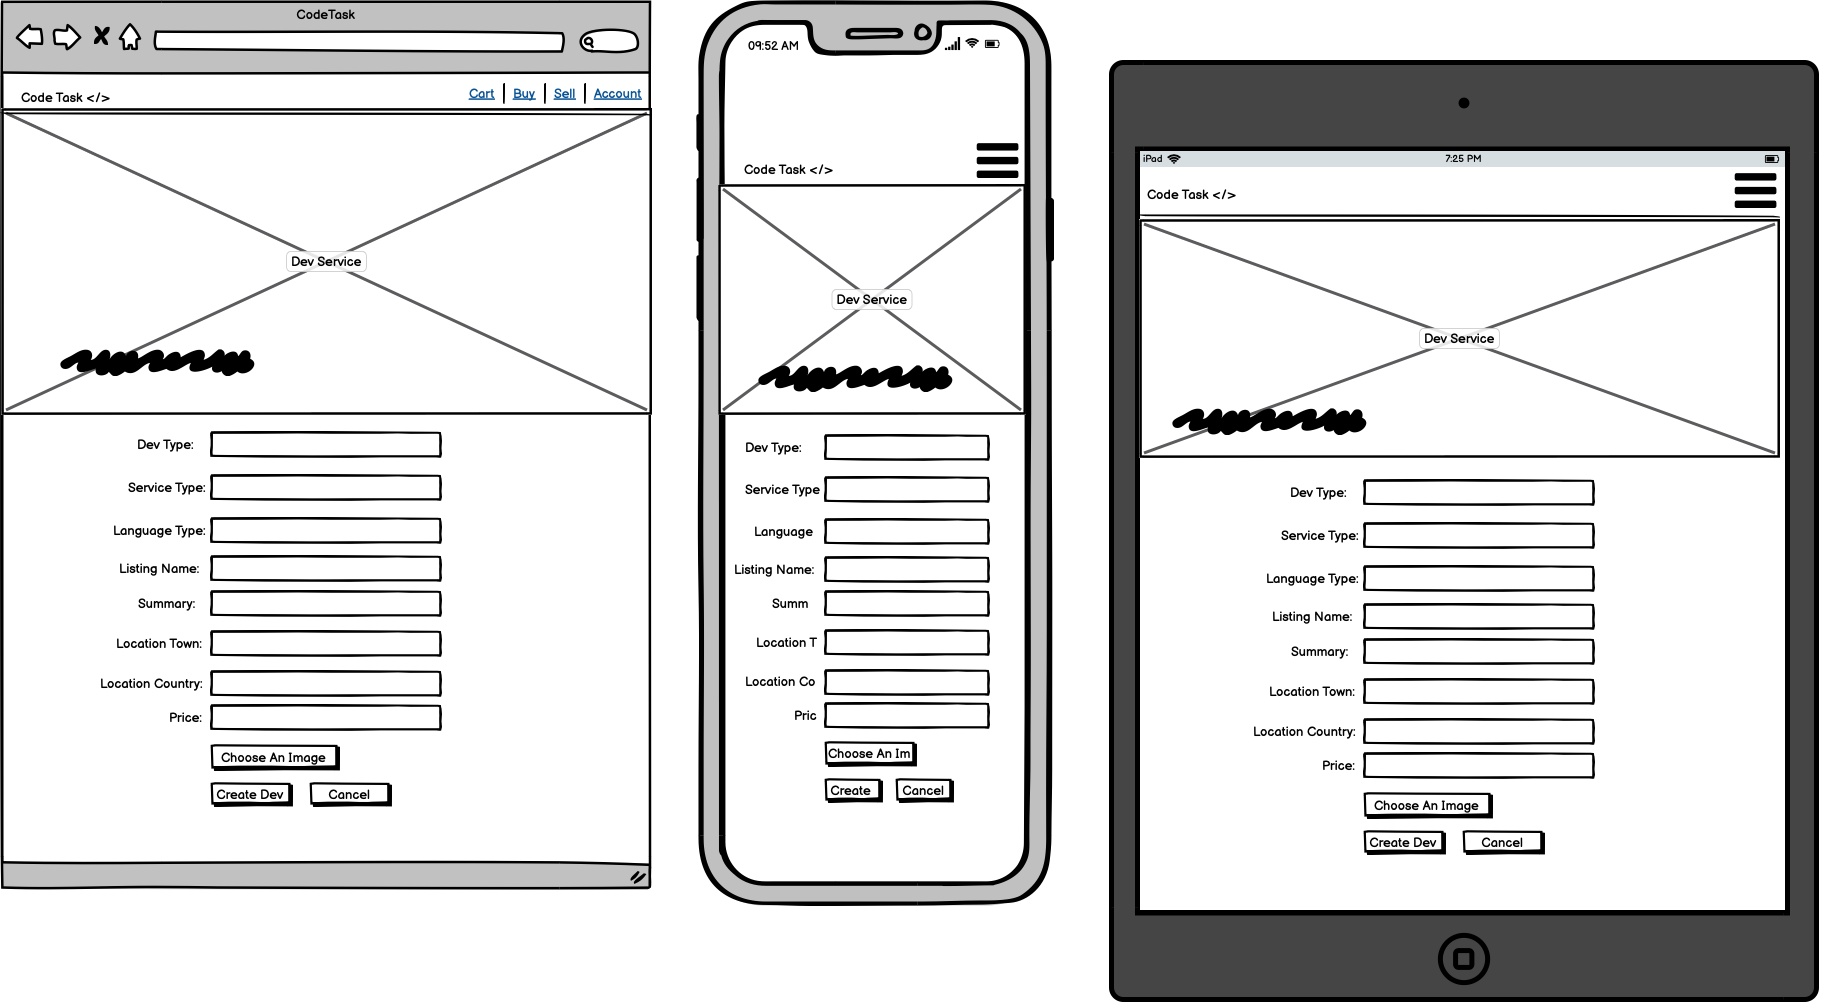 CodeTask
Code Task </>
Cart
Buy
Sell
Account
Dev Service
Dev Type:
Service Type:
Language Type:
Listing Name:
Summary:
Location Town:
Location Country:
Price:
Choose An Image
Create Dev
Cancel
09:52 AM
Code Task </>
Dev Service
Dev Type:
Service Type
Language
Listing Name:
Summ
Location T
Location Co
Pric
Choose An Im
Create
Cancel
iPad
7:25 PM
Code Task </>
Dev Service
Dev Type:
Service Type:
Language Type:
Listing Name:
Summary:
Location Town:
Location Country:
Price:
Choose An Image
Create Dev
Cancel